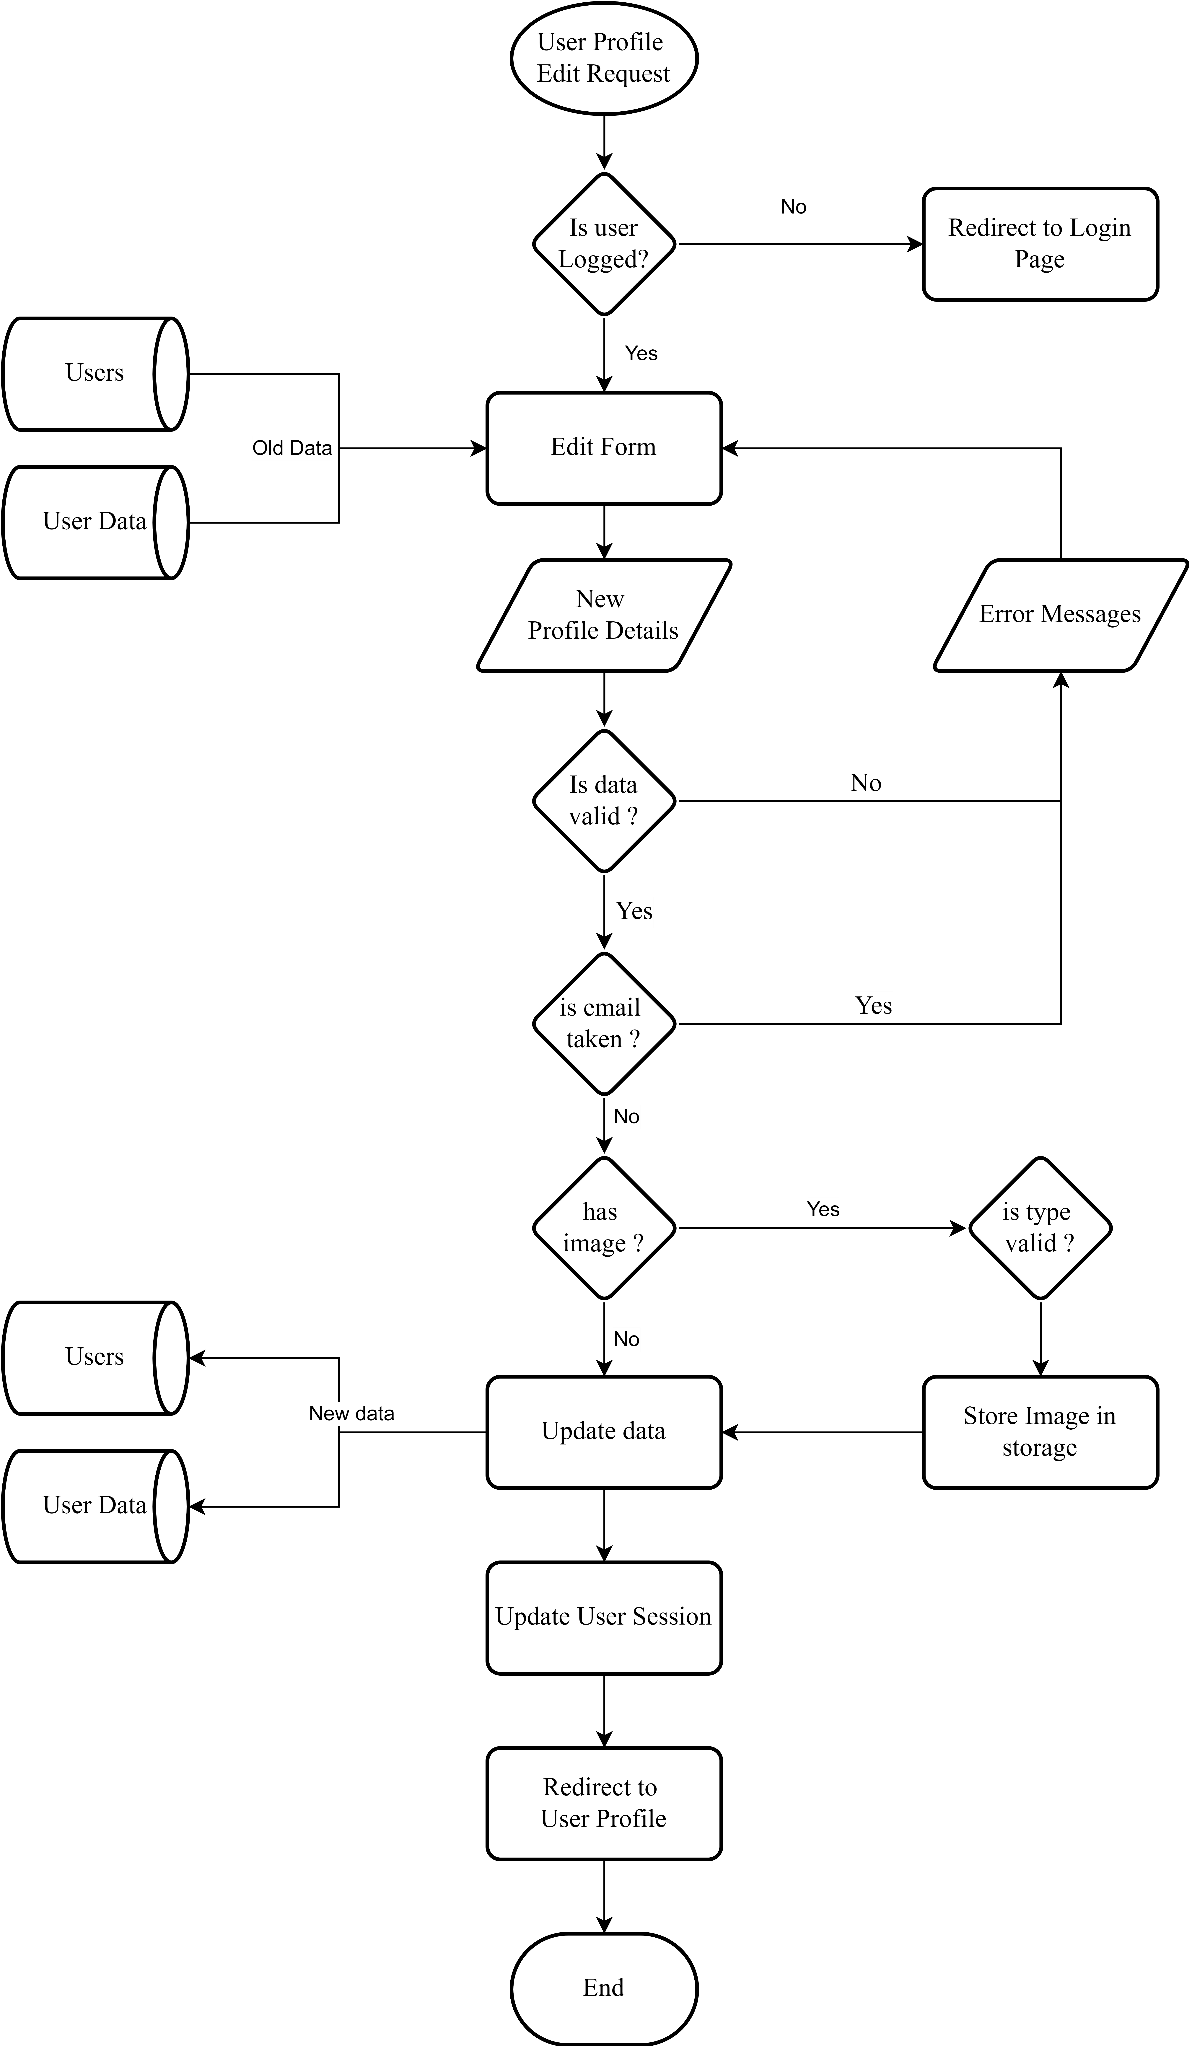 User Profile
Edit Request
Is user
Logged?
No
Redirect to Login
Page
Yes
Users
Old Data
User Data
Edit Form
New
Profile Details
Error Messages
Is data
valid ?
No
Yes
is email
taken ?
Yes
No
has
image ?
Yes
is type
valid ?
No
Users
New data
User Data
Update data
Store Image in
storage
Update User Session
Redirect to
User Profile
End